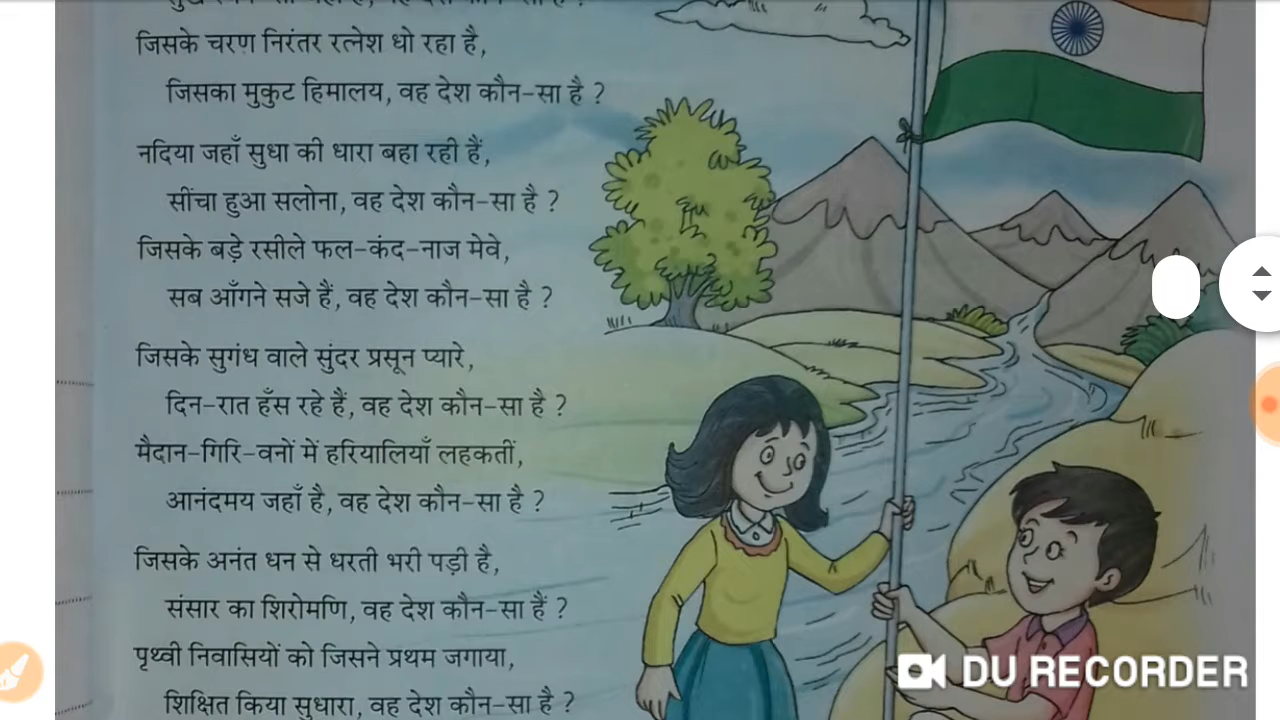 जिसके चरण निरंतर रत्नेश धो रहा है,
जिसका मुकुट हिमालय, वह देश कौन-सा है ?
नदिया जहाँ सुधा की धारा बहा रही हैं,
सींचा हुआ सलोना, वह देश कौन-सा है ?
जिसके बड़े रसीले फल-कंद-नाज मेवे,
सब आँगने सजे हैं, वह देश कौन-सा है ?
जिसके सुगंध वाले सुंदर प्रसून प्यारे,
दिन-रात हँस रहे हैं, वह देश कौन-सा है ?
मैदान-गिरि-वनों में हरियालियाँ लहकतीं,
आनंदमय जहाँ है, वह देश कौन-सा है ?
जिसके अनंत धन से धरती भरी पड़ी है,
संसार का शिरोमणि, वह देश कौन-सा हैं ?
पृथ्वी निवासियों को जिसने प्रथम जगाया,
शिक्षित किया सुधारा, वह देश कौन-सा है ?
DU RECORDER